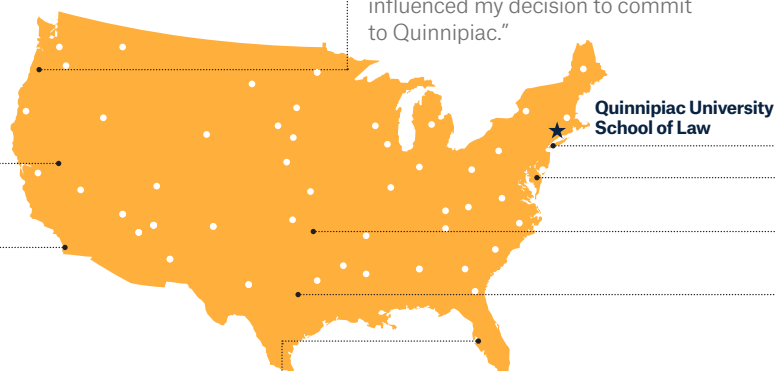 influenced my decision to commit
to Quinnipiac.”
Quinnipiac University
School of Law